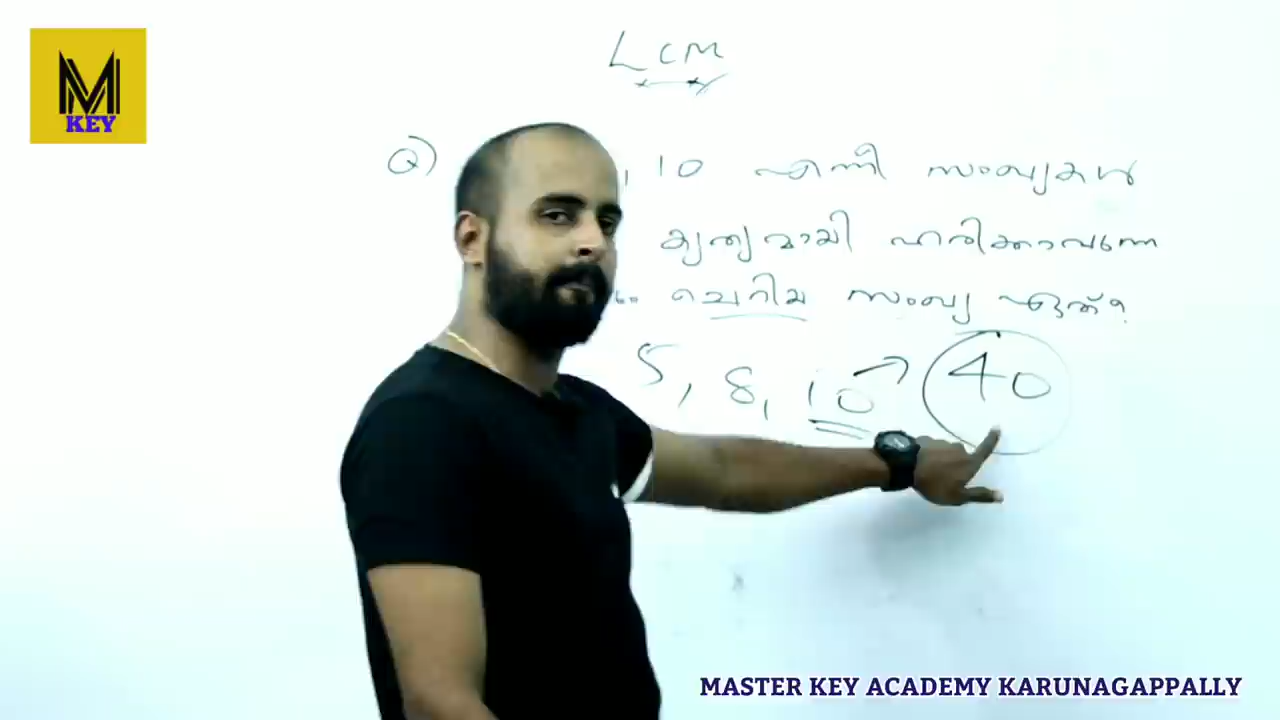 M
KEY
LCM
Q) , 10 എന്നീ സംഖ്യകൾ
കൃത്യമായി ഹരിക്കാവുന്ന
ചെറിയ സംഖ്യ ഏത്?
5, 8, 10 → 40
MASTER KEY ACADEMY KARUNAGAPPALLY